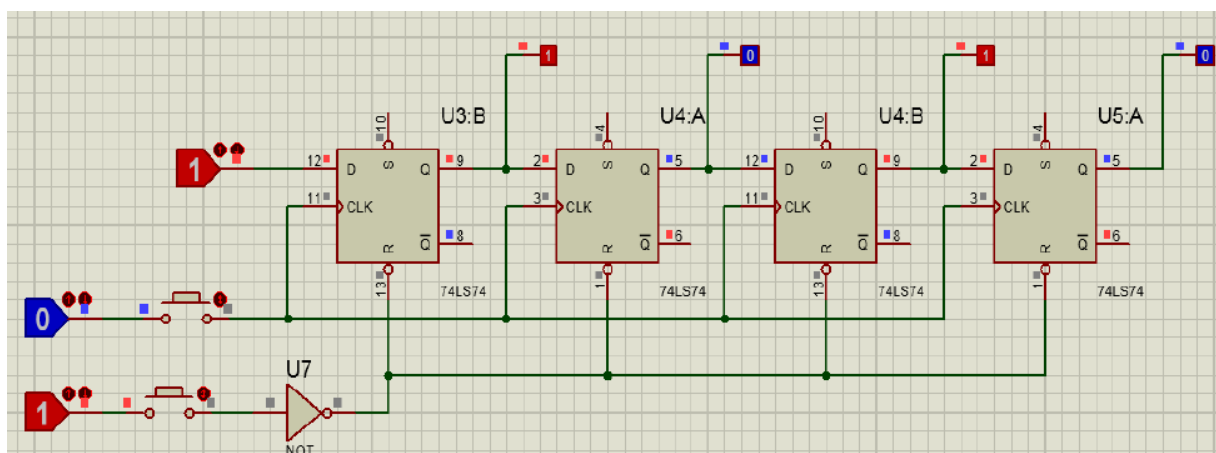 1 0 1 0
U3:B U4:A U4:B U5:A
10 4 10 4
1
12 D S Q 9 2 D S Q 5 12 D S Q 9 2 D S Q 5
11 CLK 3 CLK 11 CLK 3 CLK
R Q 8 R Q 6 R Q 8 R Q 6
13 1 13 1
74LS74 74LS74 74LS74 74LS74
0
U7
1
NOT